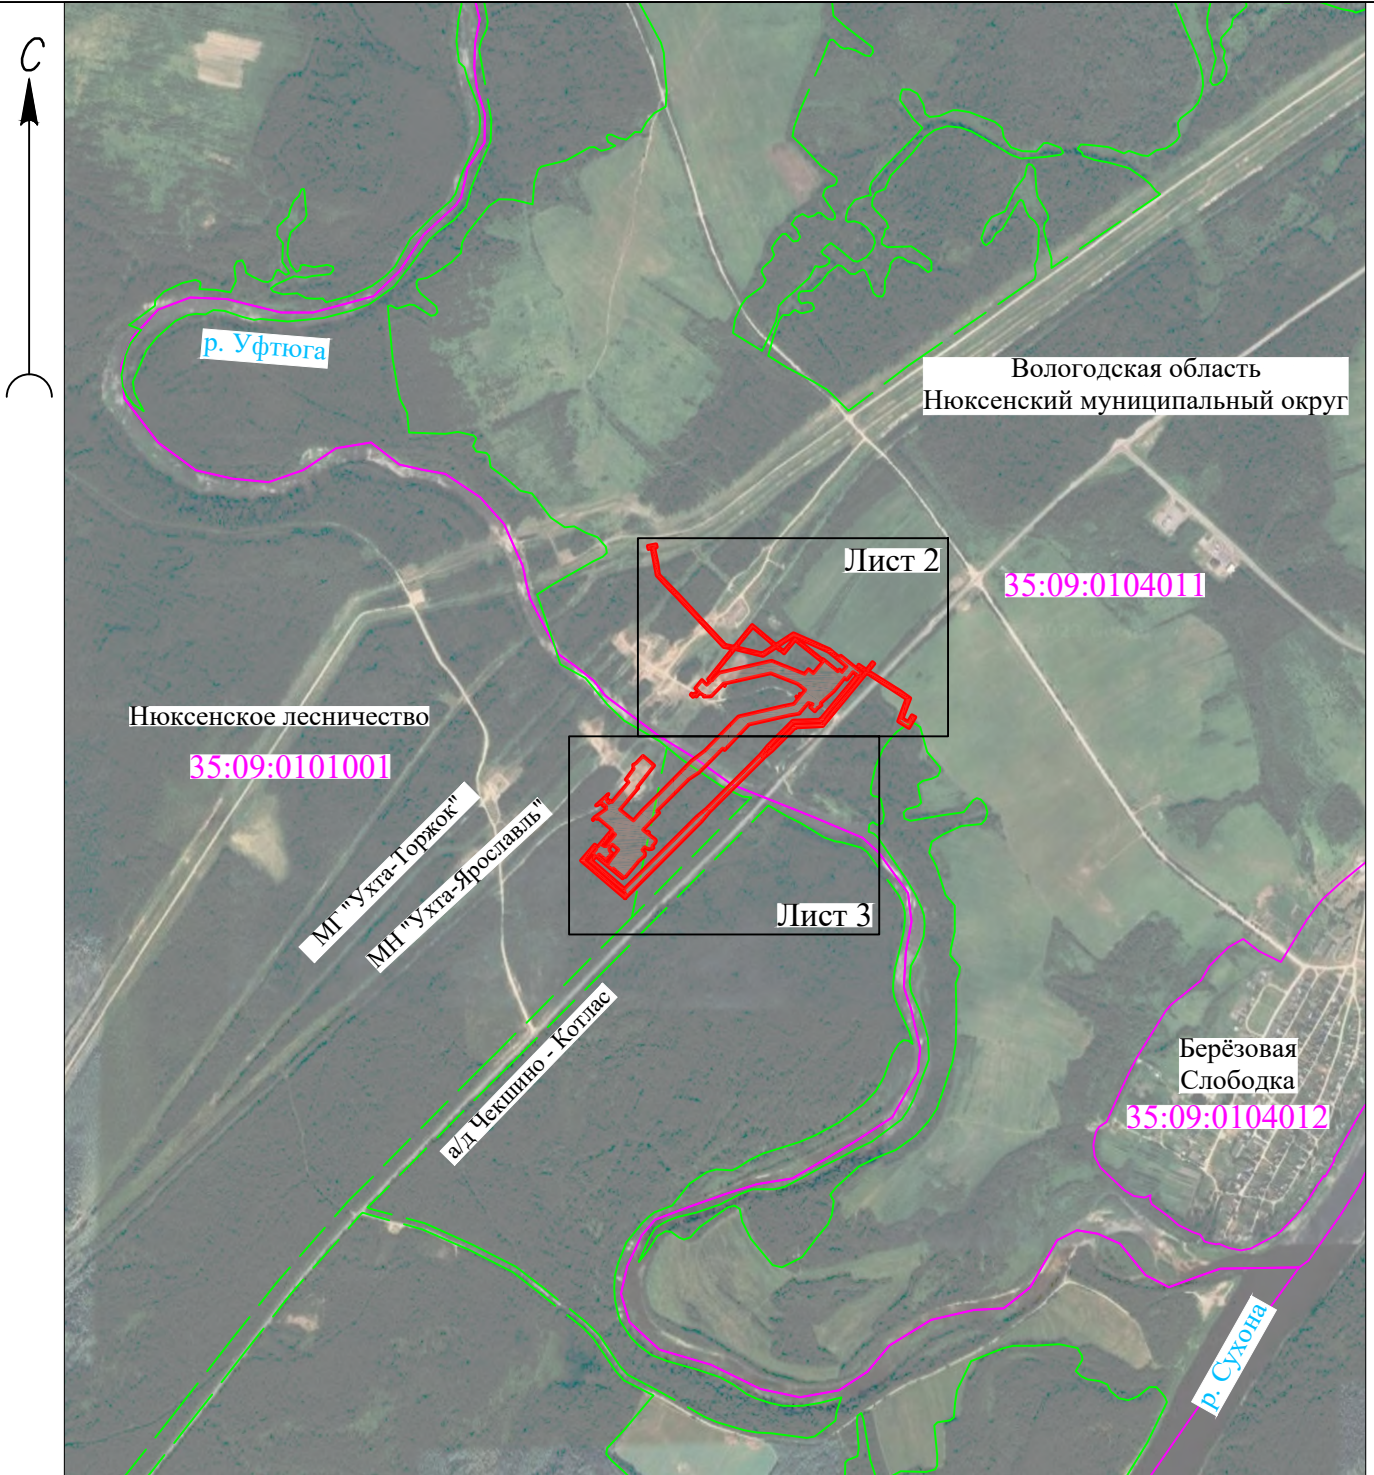 С
р. Уфтюга
Вологодская область
Нюксенский муниципальный округ
Лист 2
35:09:0104011
Нюксенское лесничество
35:09:0101001
МГ "Ухта-Торжок"
МН "Ухта-Ярославль"
Лист 3
а/д Чекшино - Котлас
Берёзовая
Слободка
35:09:0104012
р. Сухона